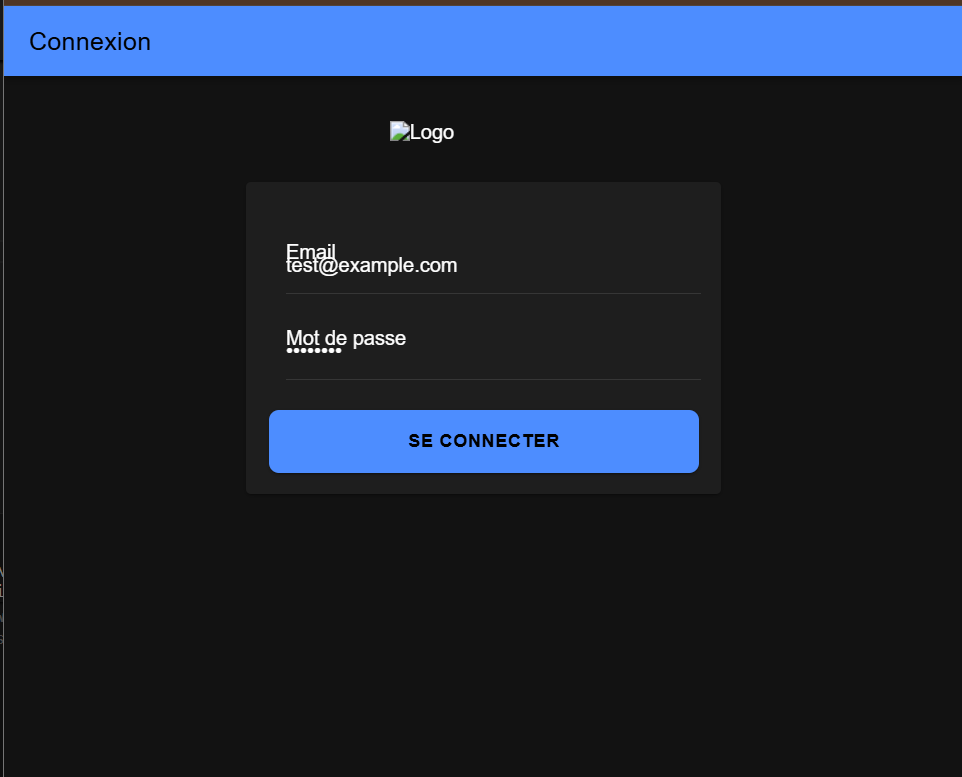 Connexion
Logo
Email
test@example.com
Mot de passe
••••••••
SE CONNECTER